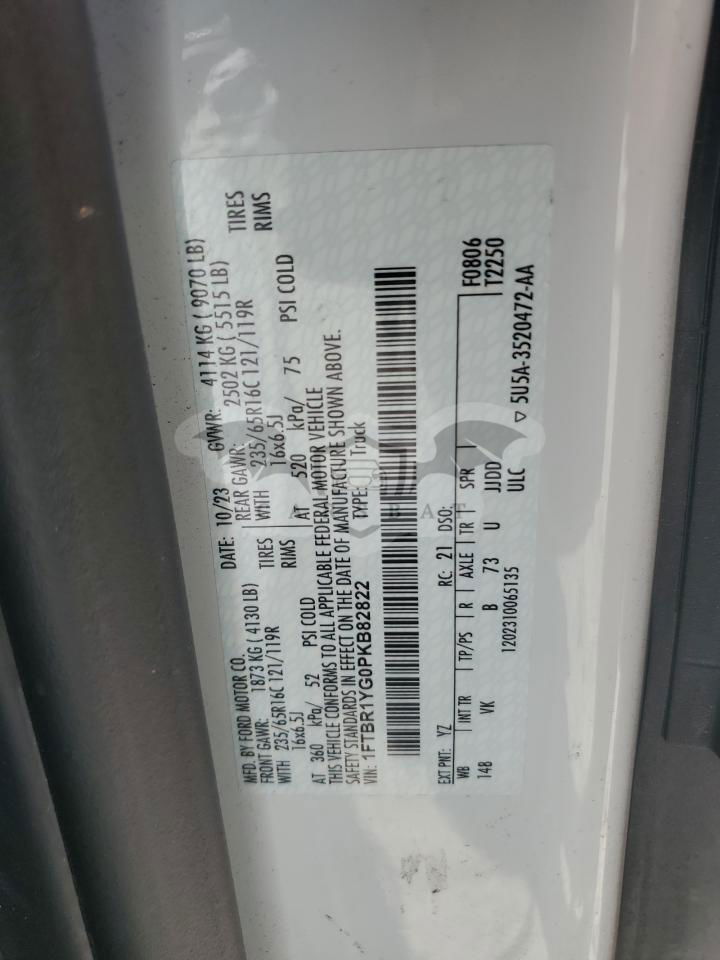 MFD. BY FORD MOTOR CO. DATE: 10/23 GVWR: 4114 KG ( 9070 LB)
FRONT GAWR: 1873 KG ( 4130 LB) REAR GAWR: 2502 KG ( 5515 LB)
WITH 235/65R16C 121/119R TIRES WITH 235/65R16C 121/119R TIRES
16x6.5J RIMS 16x6.5J RIMS
AT 360 kPa/ 52 PSI COLD AT 520 kPa/ 75 PSI COLD
THIS VEHICLE CONFORMS TO ALL APPLICABLE FEDERAL MOTOR VEHICLE
SAFETY STANDARDS IN EFFECT ON THE DATE OF MANUFACTURE SHOWN ABOVE.
VIN: 1FTBR1YG0PKB82822 TYPE: Truck
EXT PNT: YZ RC: 21 DSO: F0806
WB INT TR TP/PS R AXLE TR SPR T2250
148 VK B 73 U JJDD
1202310065135 ULC ▽ 5U5A-3520472-AA